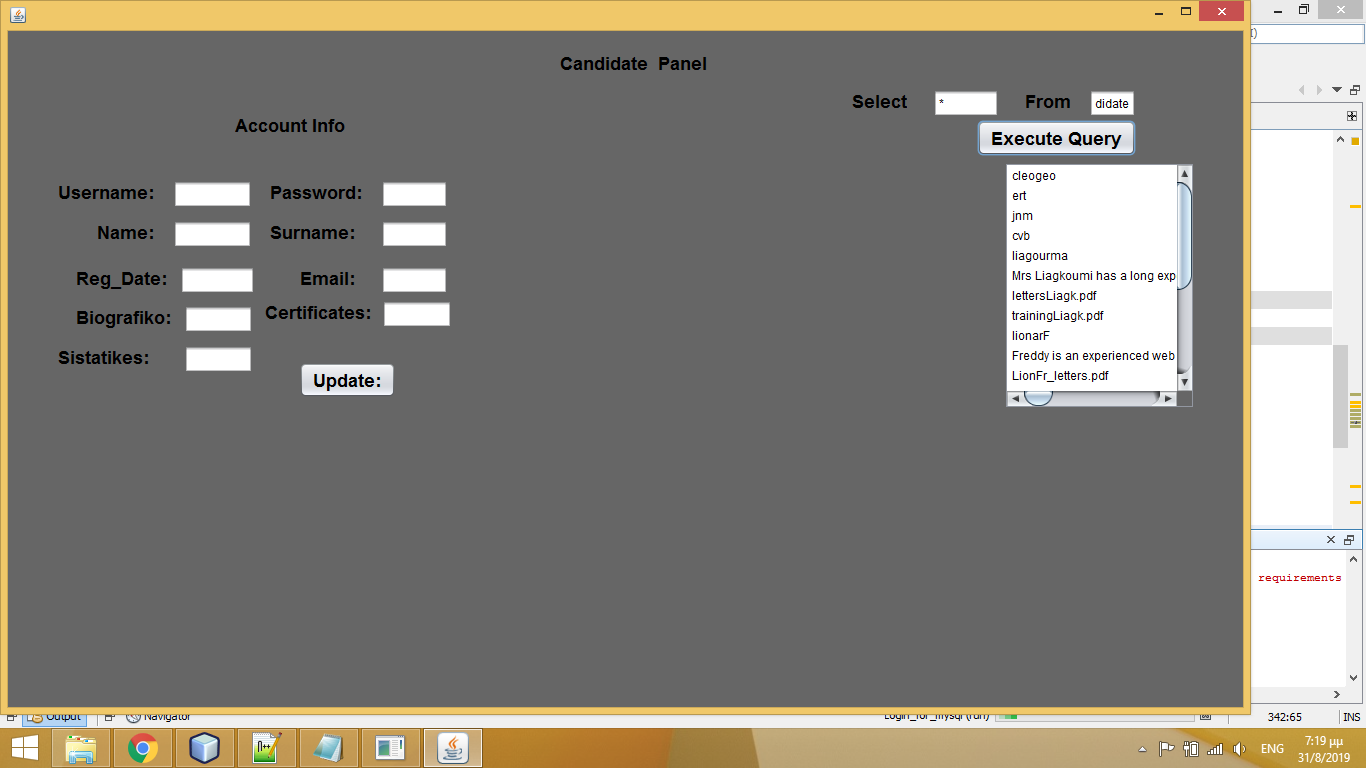 Candidate  Panel
Select * From didate
Account Info
Execute Query
Username: Password:
Name: Surname:
Reg_Date: Email:
Biografiko: Certificates:
Sistatikes:
Update:
cleogeo
ert
jnm
cvb
liagourma
Mrs Liagkoumi has a long exp
lettersLiagk.pdf
trainingLiagk.pdf
lionarF
Freddy is an experienced web
LionFr_letters.pdf
requirements
Output Navigator Login_for_mysql (run) 342:65 INS
ENG
7:19 μμ
31/8/2019